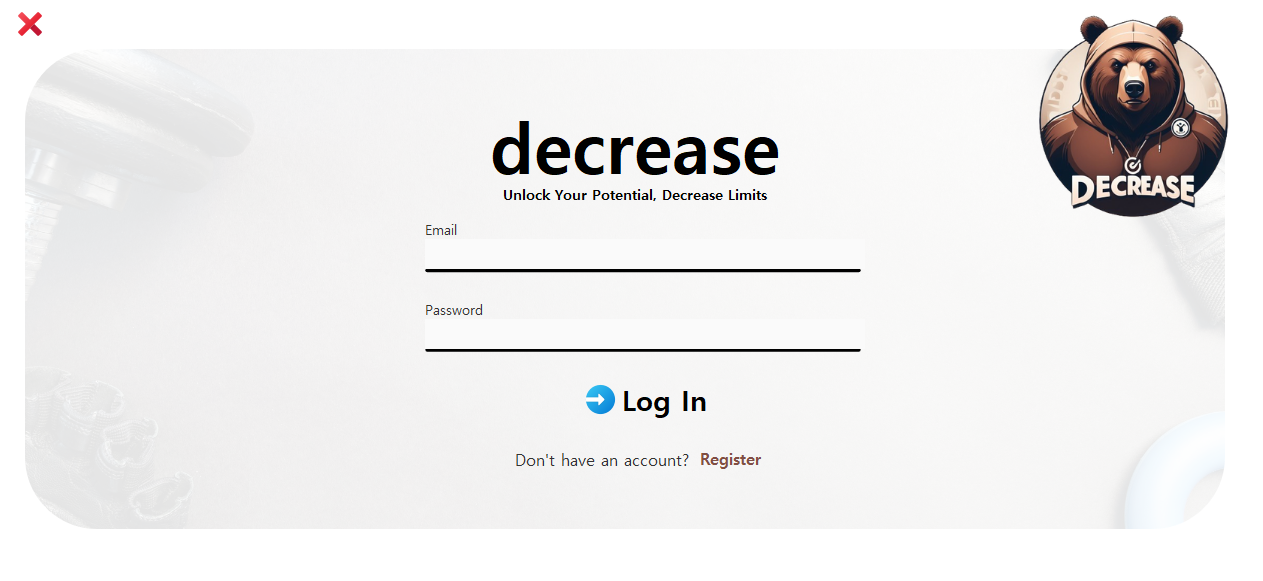 decrease
Unlock Your Potential, Decrease Limits
DECREASE
Email
Password
Log In
Don't have an account? Register